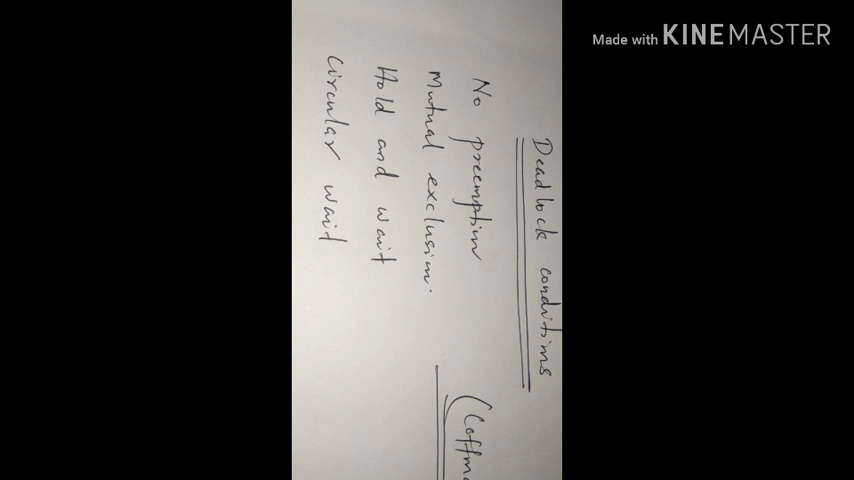 Made with KINEMASTER
Deadlock conditions
No preemption
Mutual exclusion.
Hold and wait
Circular wait